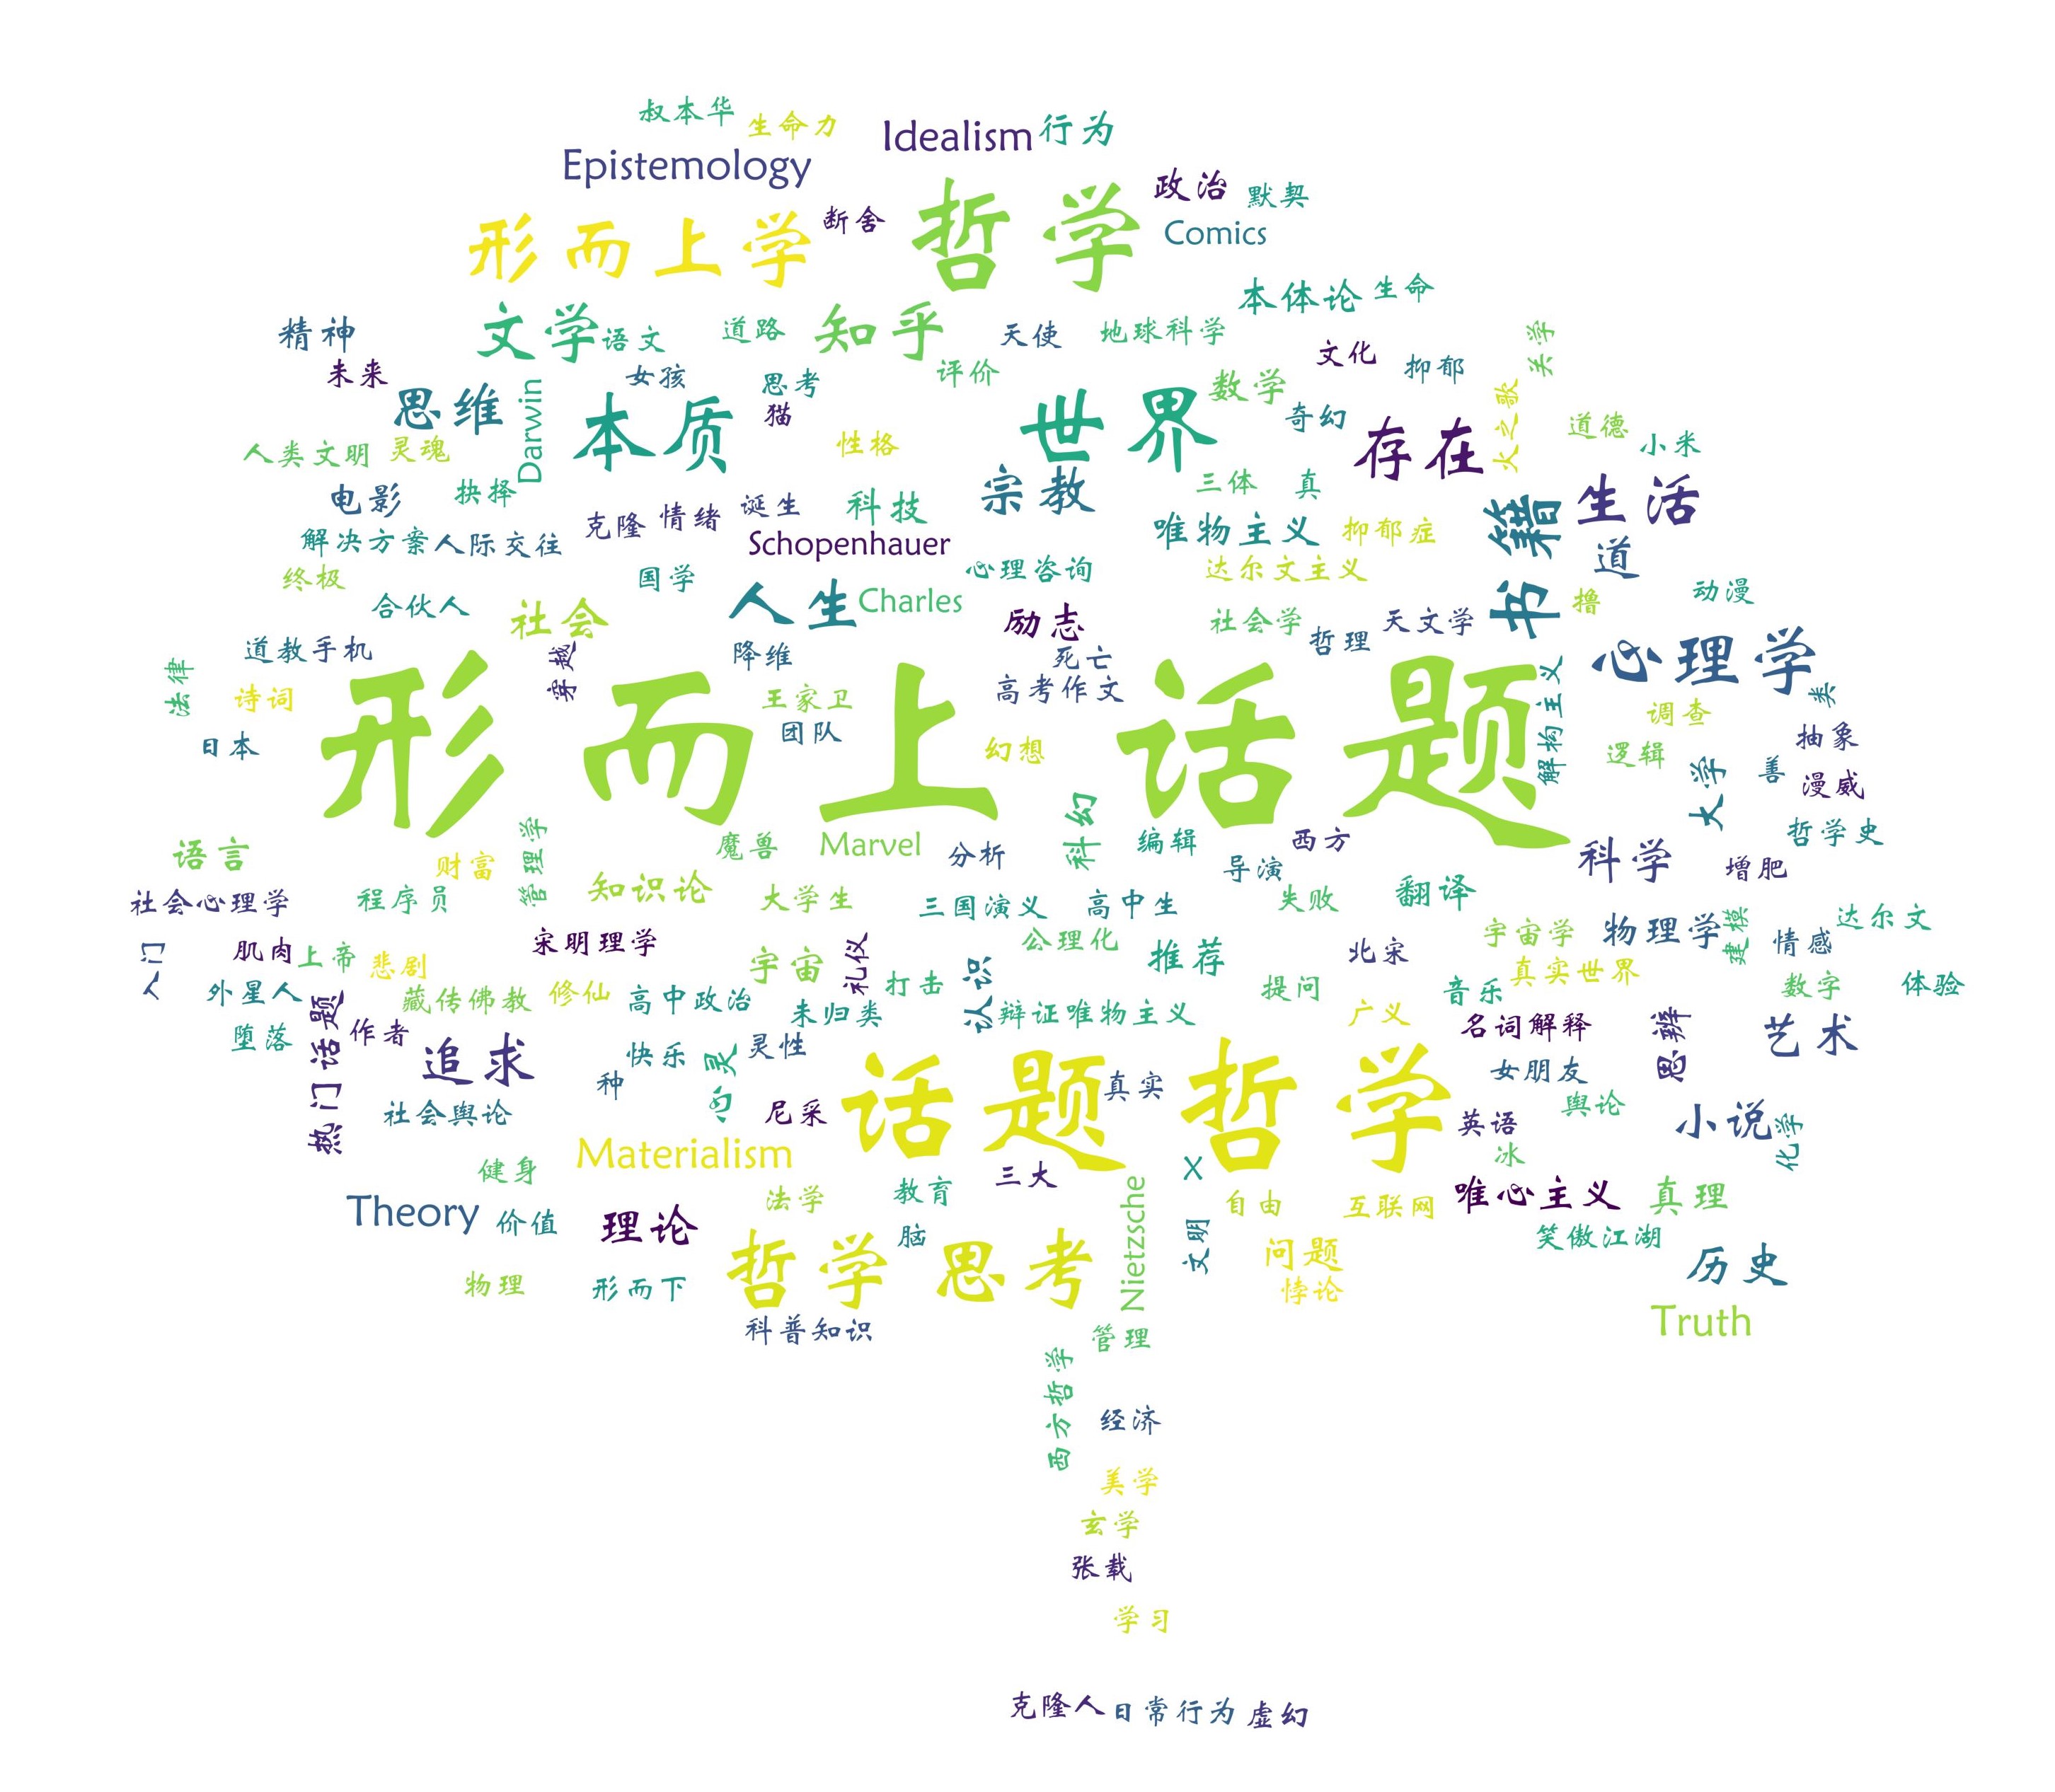 叔本华
生命力
Idealism
行为
Epistemology
政治
默契
断舍
Comics
形而上学
哲学
本体论
生命
精神
文学
语文
道路
知乎
天使
地球科学
文化
关学
未来
女孩
思考
评价
抑郁
数学
思维
Darwin
本质
猫
世界
奇幻
火之歌
道德
人类文明
灵魂
性格
存在
小米
电影
抉择
宗教
三体
真
生活
克隆
情绪
诞生
科技
书籍
解决方案
人际交往
Schopenhauer
唯物主义
抑郁症
道
终极
国学
心理咨询
达尔文主义
合伙人
社会
人生
Charles
励志
社会学
哲理
天文学
撸
动漫
道教
手机
穿越
降维
死亡
心理学
法律
诗词
王家卫
高考作文
解构主义
类
日本
形而上
话题
团队
幻想
调查
逻辑
大学
善
抽象
漫威
语言
财富
管理学
魔兽
Marvel
分析
科幻
编辑
西方
导演
科学
增肥
哲学史
社会心理学
程序员
知识论
大学生
三国演义
高中生
失败
翻译
达尔文
入门
肌肉
上帝
悲剧
宋明理学
宇宙
礼仪
打击
认识
公理化
推荐
北宋
宇宙学
物理学
建模
情感
外星人
藏传佛教
修仙
高中政治
未归类
辩证唯物主义
提问
广义
音乐
真实世界
数字
体验
堕落
热门话题
作者
追求
快乐
心灵
灵性
名词解释
思辨
艺术
种
尼采
话题
真实
哲学
女朋友
舆论
社会舆论
英语
小说
化学
健身
Materialism
三大
X
冰
Theory
价值
理论
法学
教育
Nietzsche
自由
互联网
唯心主义
真理
脑
文明
笑傲江湖
物理
形而下
哲学
思考
问题
悖论
历史
科普知识
管理
Truth
西方哲学
经济
美学
玄学
张载
学习
克隆人
日常行为
虚幻